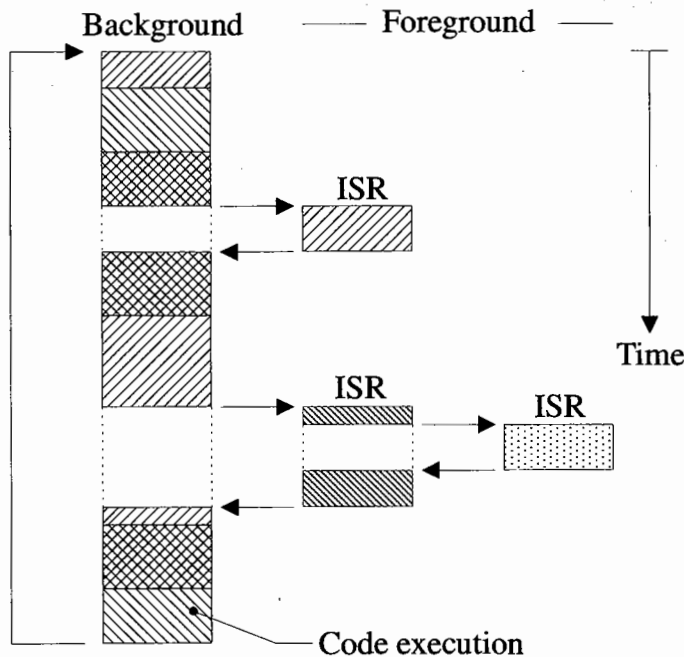 Background
Foreground
ISR
Time
ISR
ISR
Code execution